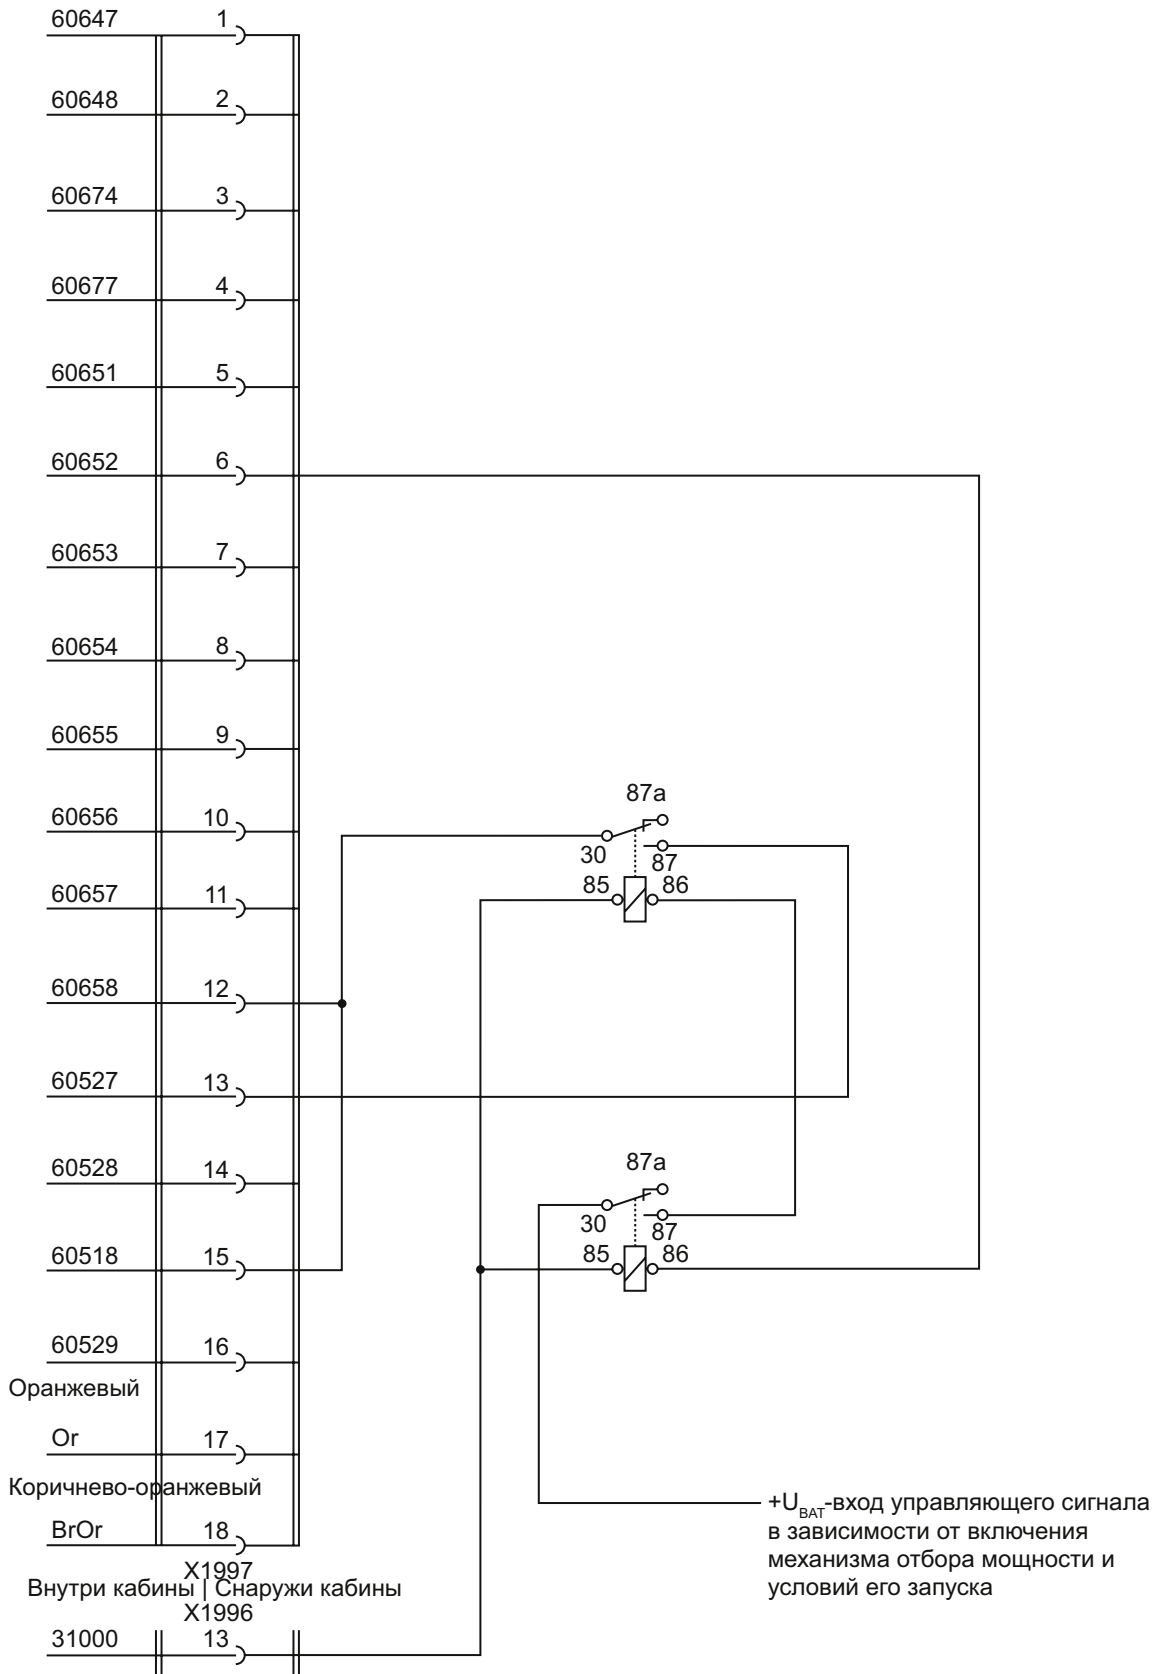 60647 1
60648 2
60674 3
60677 4
60651 5
60652 6
60653 7
60654 8
60655 9
87a
60656 10
30 87
60657 11
85 86
60658 12
60527 13
60528 14
87a
30 87
60518 15
85 86
60529 16
Оранжевый
Or 17
Коричнево-оранжевый
BrOr 18
+UBAT-вход управляющего сигнала
в зависимости от включения
механизма отбора мощности и
условий его запуска
X1997
Внутри кабины | Снаружи кабины
X1996
31000 13